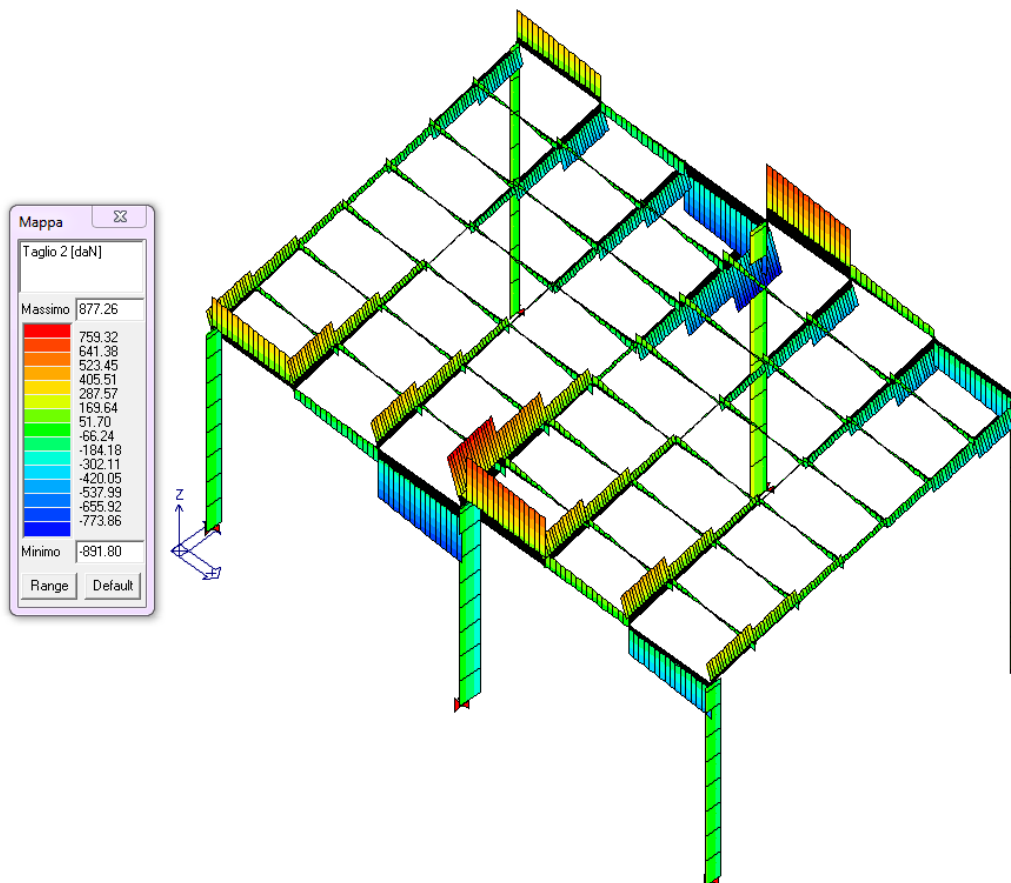 Mappa
Taglio 2 [daN]
Massimo 877.26
759.32
641.38
523.45
405.51
287.57
169.64
51.70
-66.24
-184.18
-302.11
-420.05
-537.99
-655.92
-773.86
Minimo -891.80
Range Default
Z